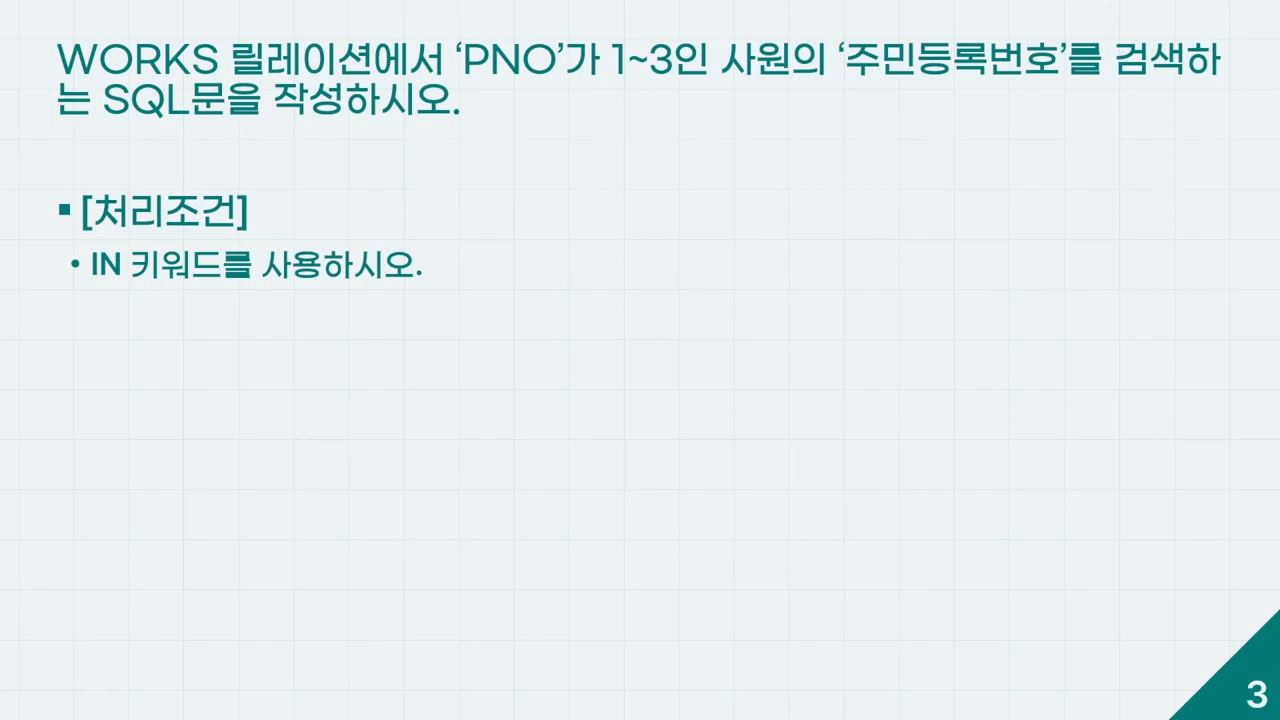 WORKS 릴레이션에서 ‘PNO’가 1~3인 사원의 ‘주민등록번호’를 검색하
는 SQL문을 작성하시오.
▪ [처리조건]
• IN 키워드를 사용하시오.
3